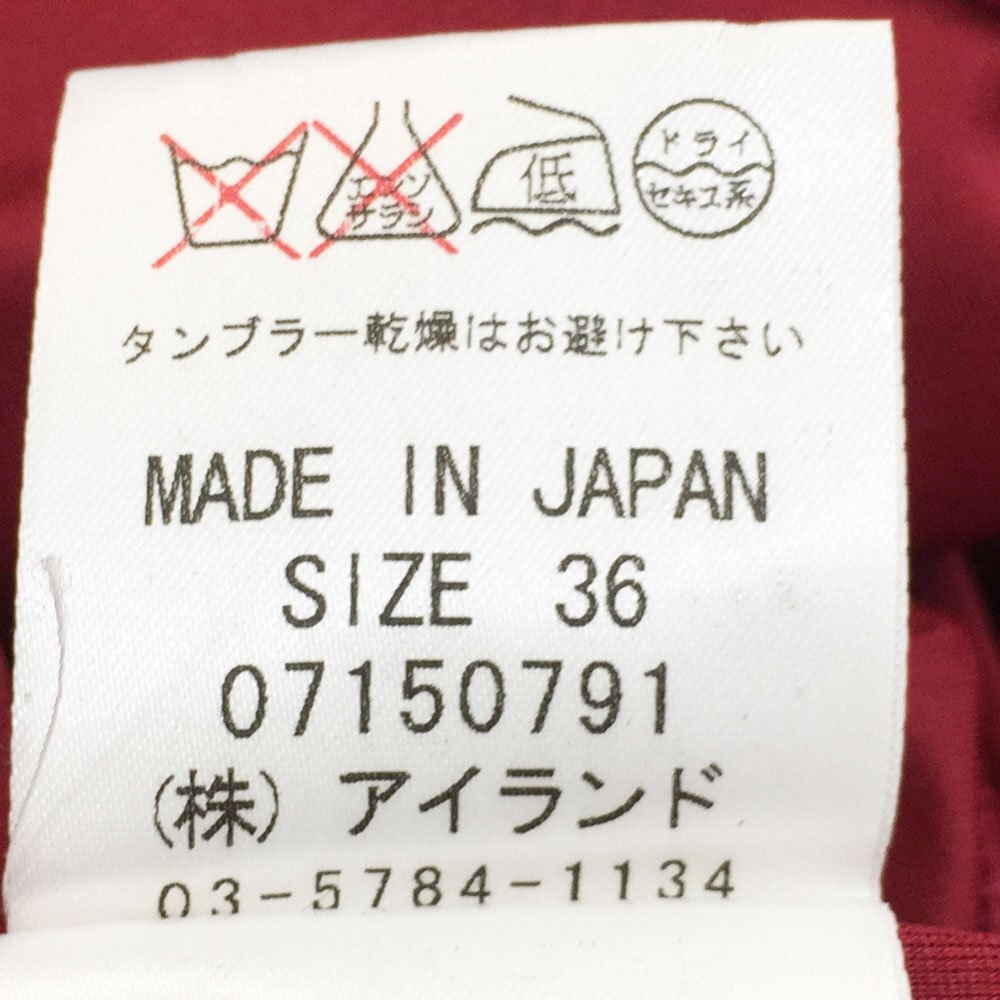 エンソ
サラシ
低
ドライ
セキユ系
タンブラー乾燥はお避け下さい
MADE IN JAPAN
SIZE 36
07150791
(株) アイランド
03-5784-1134